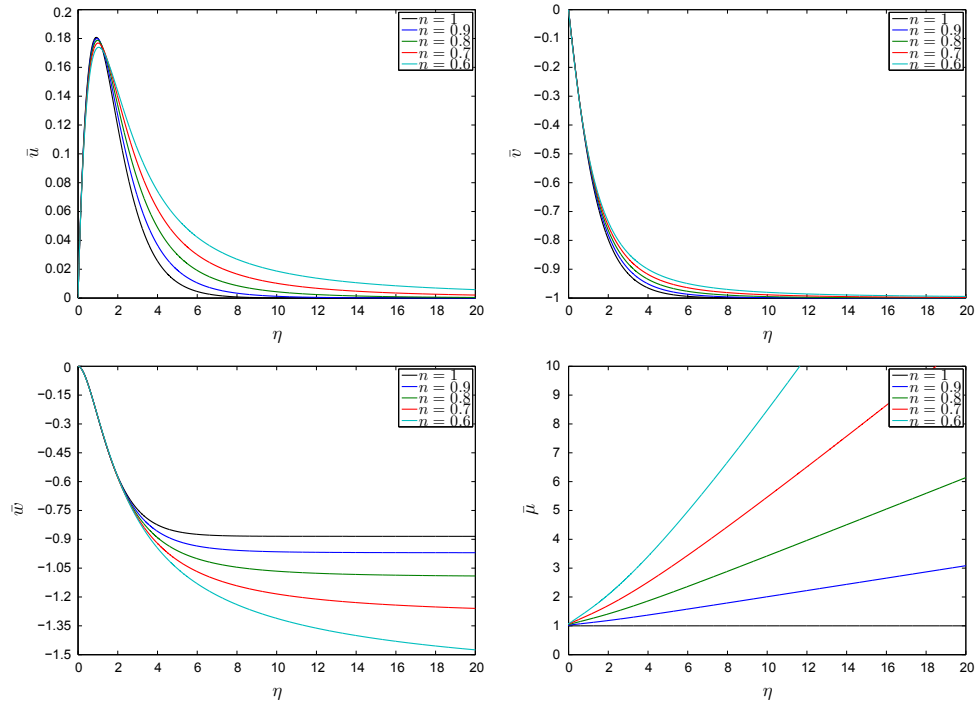 0.2
0.18
0.16
0.14
0.12
0.1
0.08
0.06
0.04
0.02
0
ū
0 2 4 6 8 10 12 14 16 18 20
η
n = 1
n = 0.9
n = 0.8
n = 0.7
n = 0.6
0
−0.1
−0.2
−0.3
−0.4
−0.5
−0.6
−0.7
−0.8
−0.9
−1
v̄
0 2 4 6 8 10 12 14 16 18 20
η
n = 1
n = 0.9
n = 0.8
n = 0.7
n = 0.6
0
−0.15
−0.3
−0.45
−0.6
−0.75
−0.9
−1.05
−1.2
−1.35
−1.5
w̄
0 2 4 6 8 10 12 14 16 18 20
η
n = 1
n = 0.9
n = 0.8
n = 0.7
n = 0.6
10
9
8
7
6
5
4
3
2
1
0
μ̄
0 2 4 6 8 10 12 14 16 18 20
η
n = 1
n = 0.9
n = 0.8
n = 0.7
n = 0.6